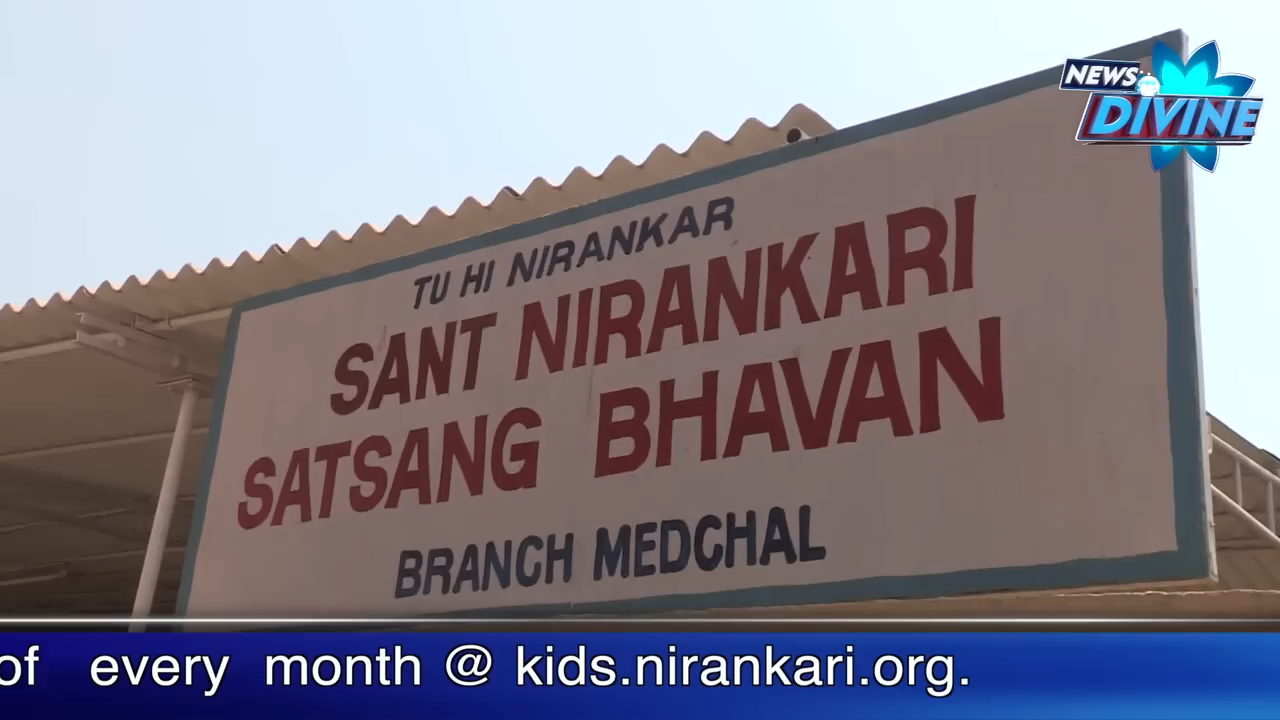 NEWS
DIVINE
TU HI NIRANKAR
SANT NIRANKARI
SATSANG BHAVAN
BRANCH MEDCHAL
of every month @ kids.nirankari.org.